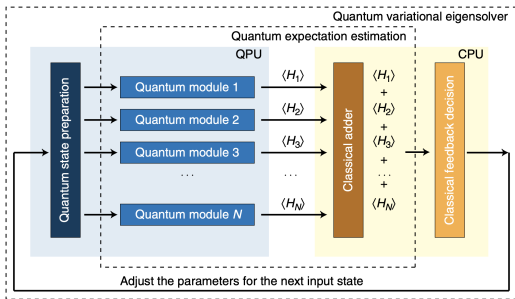 Quantum variational eigensolver
Quantum expectation estimation
QPU
CPU
Quantum state preparation
Quantum module 1
Quantum module 2
Quantum module 3
...
Quantum module N
⟨H₁⟩
⟨H₂⟩
⟨H₃⟩
...
⟨H_N⟩
Classical adder
⟨H₁⟩
+
⟨H₂⟩
+
⟨H₃⟩
+
...
+
⟨H_N⟩
Classical feedback decision
Adjust the parameters for the next input state